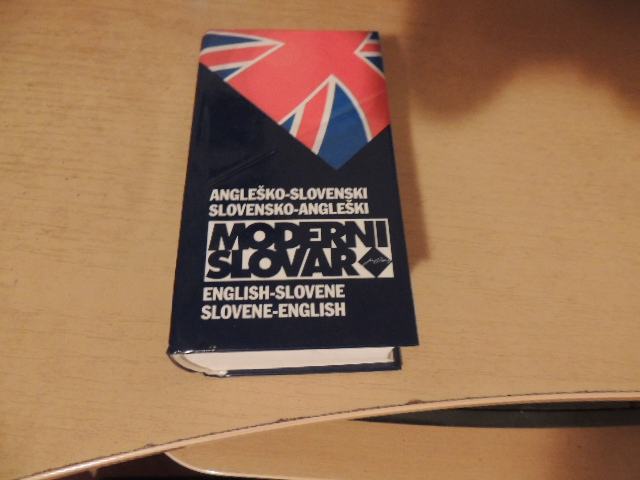 ANGLEŠKO-SLOVENSKI
SLOVENSKO-ANGLEŠKI
MODERNI
SLOVAR
ENGLISH-SLOVENE
SLOVENE-ENGLISH